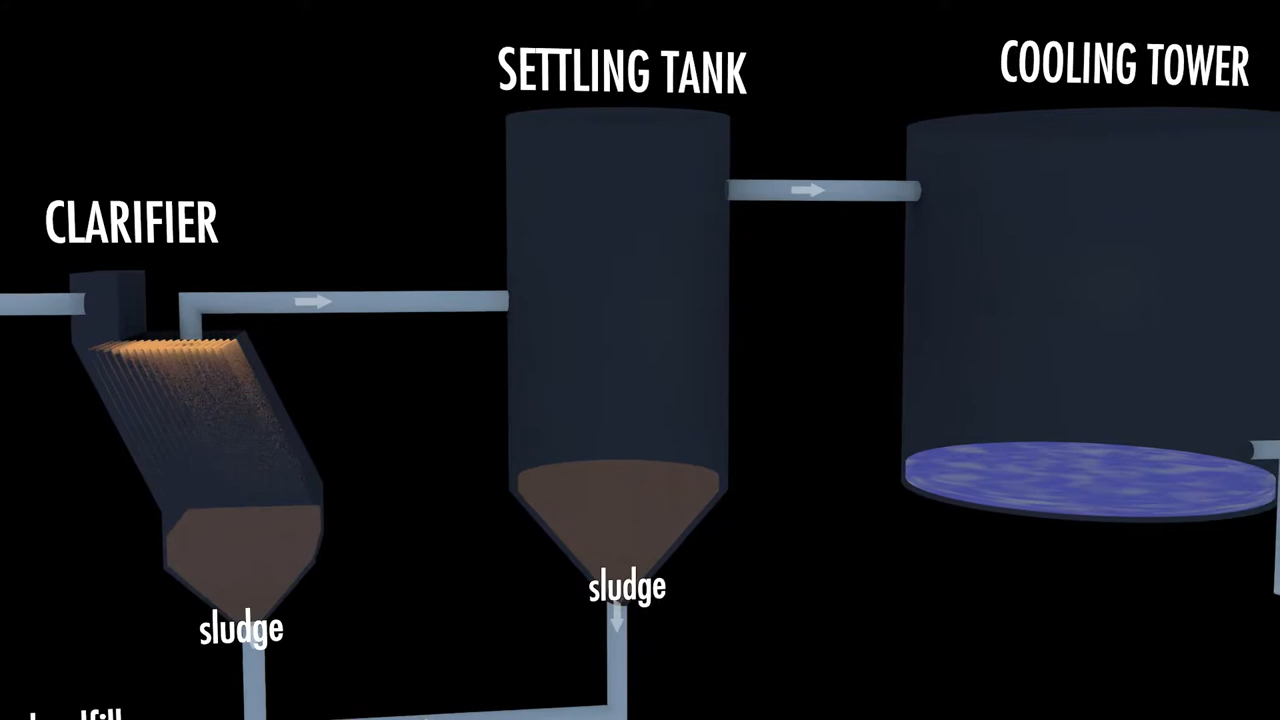 SETTLING TANK
COOLING TOWER
CLARIFIER
sludge
sludge